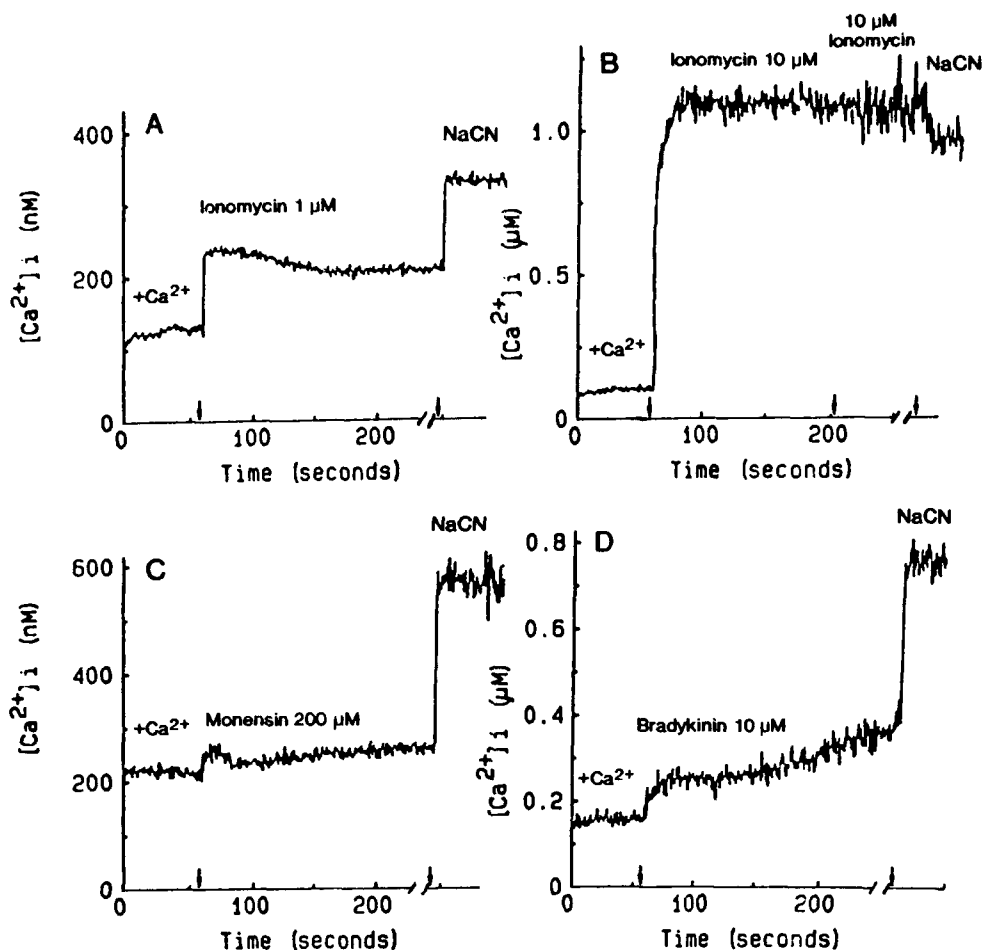 A
[Ca2+]i (nM)
400
200
0
+Ca2+
Ionomycin 1 µM
NaCN
0 100 200
Time (seconds)
B
[Ca2+]i (µM)
1.0
0.5
0
+Ca2+
Ionomycin 10 µM
10 µM
Ionomycin
NaCN
0 100 200
Time (seconds)
C
[Ca2+]i (nM)
600
400
200
0
+Ca2+
Monensin 200 µM
NaCN
0 100 200
Time (seconds)
D
[Ca2+]i (µM)
0.8
0.6
0.4
0.2
0
+Ca2+
Bradykinin 10 µM
NaCN
0 100 200
Time (seconds)